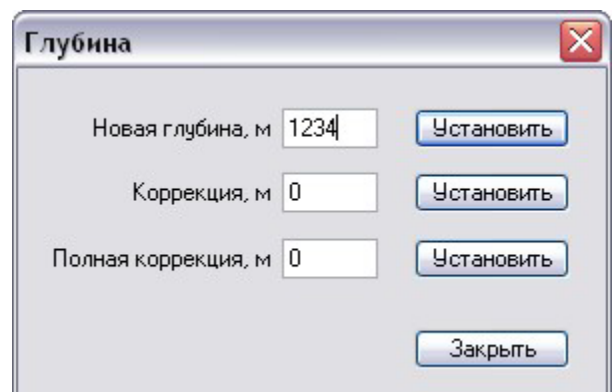 Глубина
Новая глубина, м 1234 Установить
Коррекция, м 0 Установить
Полная коррекция, м 0 Установить
Закрыть